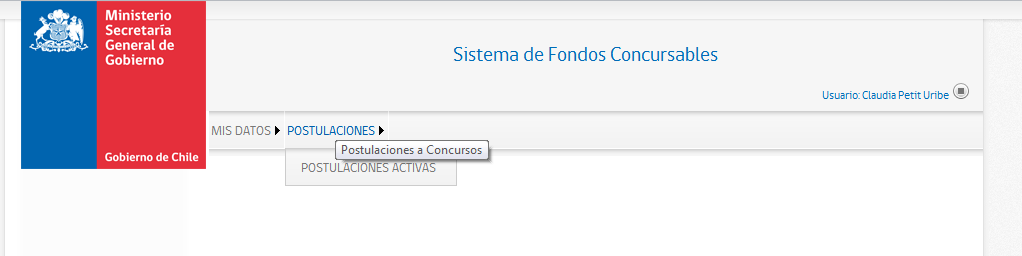 Ministerio
Secretaría
General de
Gobierno
Gobierno de Chile
Sistema de Fondos Concursables
Usuario: Claudia Petit Uribe
MIS DATOS POSTULACIONES
Postulaciones a Concursos
POSTULACIONES ACTIVAS